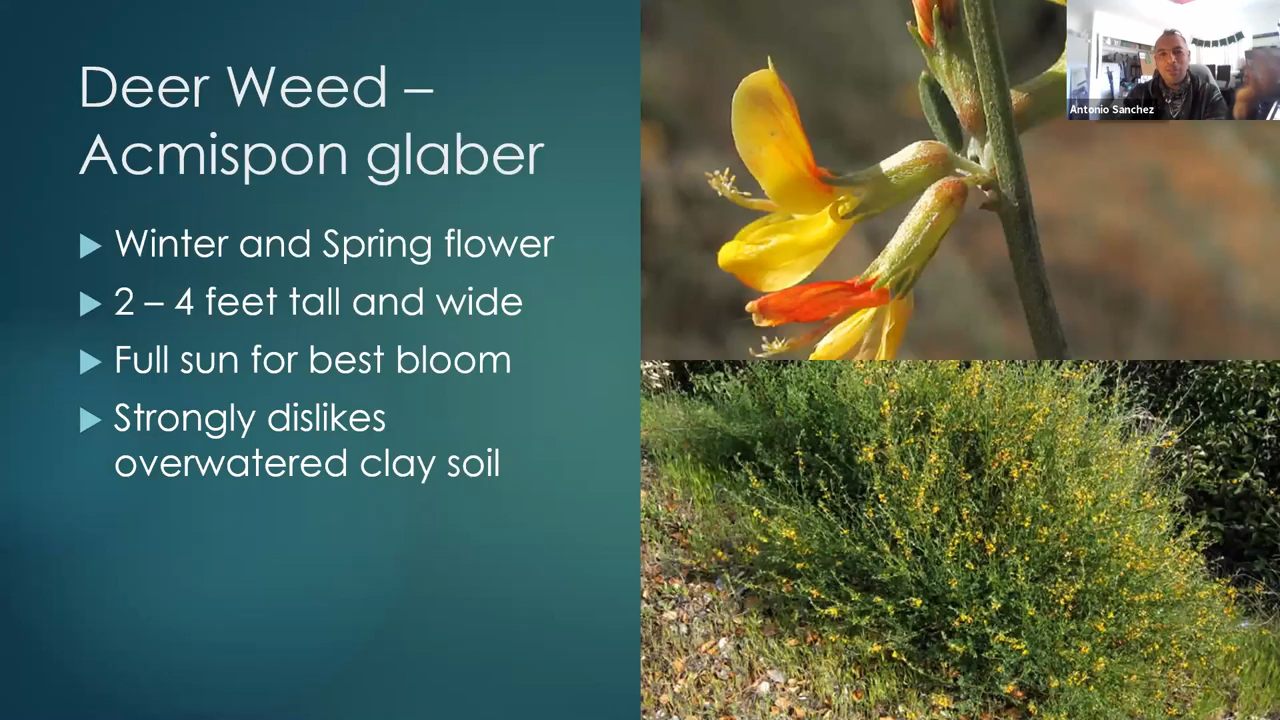 Deer Weed –
Acmispon glaber
Winter and Spring flower
2 – 4 feet tall and wide
Full sun for best bloom
Strongly dislikes
overwatered clay soil
Antonio Sanchez